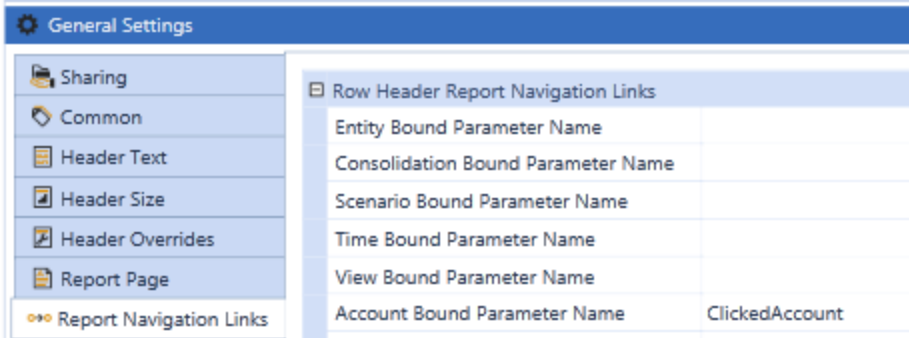 General Settings
Sharing
Common
Header Text
Header Size
Header Overrides
Report Page
Report Navigation Links
Row Header Report Navigation Links
Entity Bound Parameter Name
Consolidation Bound Parameter Name
Scenario Bound Parameter Name
Time Bound Parameter Name
View Bound Parameter Name
Account Bound Parameter Name ClickedAccount